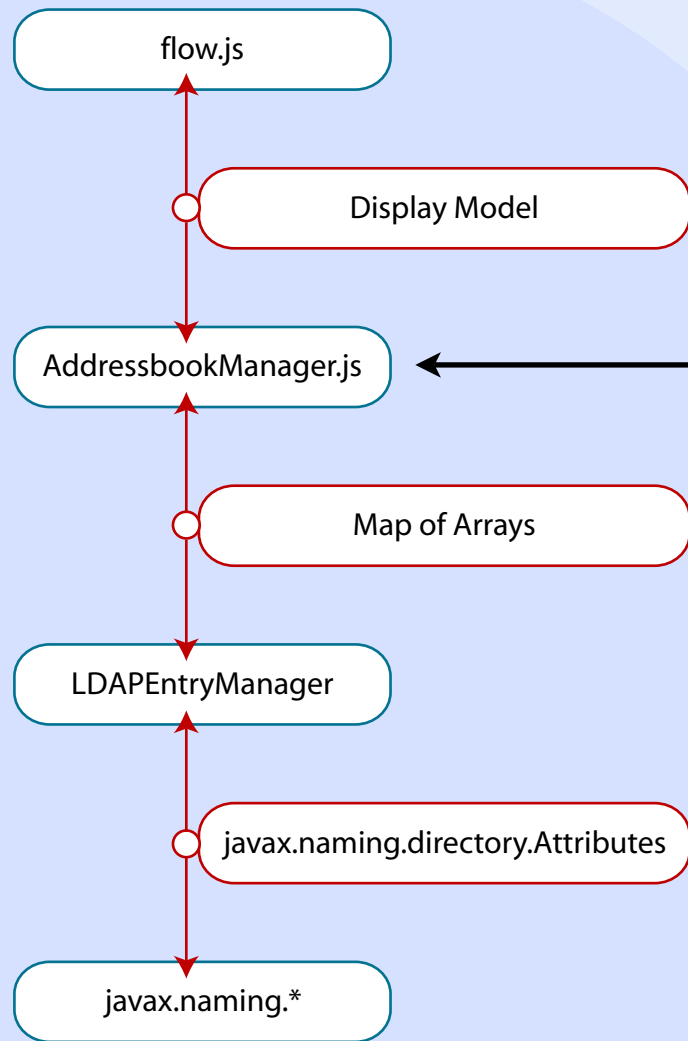 flow.js
Display Model
AddressbookManager.js
Map of Arrays
LDAPEntryManager
javax.naming.directory.Attributes
javax.naming.*